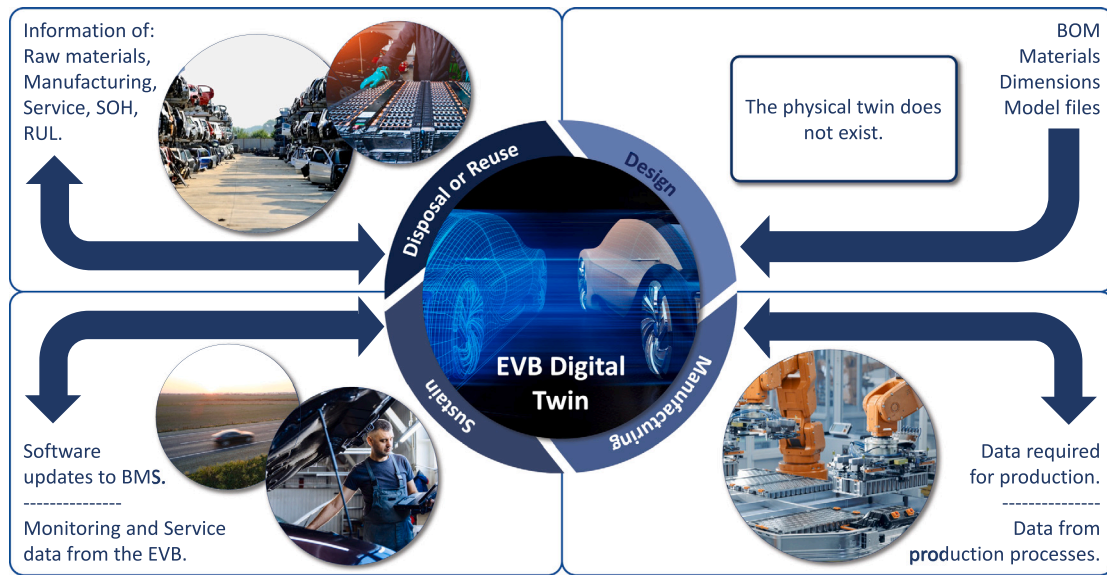 Information of:
Raw materials,
Manufacturing,
Service, SOH,
RUL.
BOM
Materials
Dimensions
Model files
The physical twin does
not exist.
Disposal or Reuse
Design
Sustain
Manufacturing
EVB Digital
Twin
Software
updates to BMS.
---------------
Monitoring and Service
data from the EVB.
Data required
for production.
---------------
Data from
production processes.